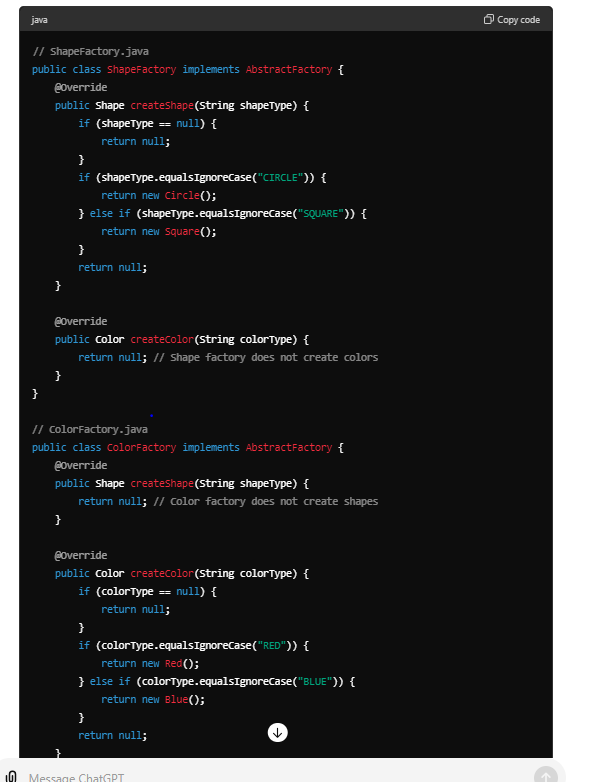 java
Copy code
// ShapeFactory.java
public class ShapeFactory implements AbstractFactory {
    @Override
    public Shape createShape(String shapeType) {
        if (shapeType == null) {
            return null;
        }
        if (shapeType.equalsIgnoreCase("CIRCLE")) {
            return new Circle();
        } else if (shapeType.equalsIgnoreCase("SQUARE")) {
            return new Square();
        }
        return null;
    }

    @Override
    public Color createColor(String colorType) {
        return null; // Shape factory does not create colors
    }
}

// ColorFactory.java
public class ColorFactory implements AbstractFactory {
    @Override
    public Shape createShape(String shapeType) {
        return null; // Color factory does not create shapes
    }

    @Override
    public Color createColor(String colorType) {
        if (colorType == null) {
            return null;
        }
        if (colorType.equalsIgnoreCase("RED")) {
            return new Red();
        } else if (colorType.equalsIgnoreCase("BLUE")) {
            return new Blue();
        }
        return null;
    }
Message ChatGPT